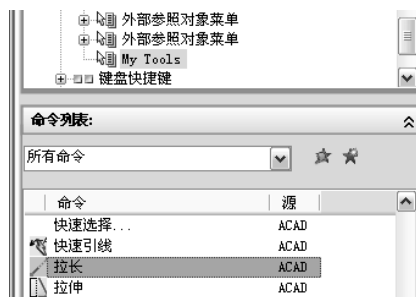 外部参照对象菜单
外部参照对象菜单
My Tools
键盘快捷键
命令列表:
所有命令
命令 源
快速选择... ACAD
快速引线 ACAD
拉长 ACAD
拉伸 ACAD